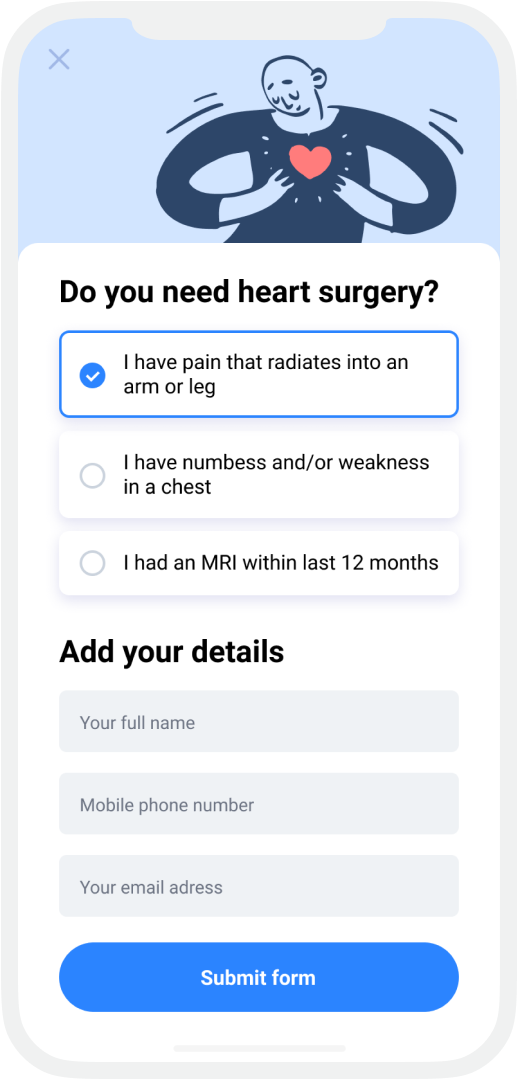 Do you need heart surgery?
I have pain that radiates into an
arm or leg
I have numbess and/or weakness
in a chest
I had an MRI within last 12 months
Add your details
Your full name
Mobile phone number
Your email adress
Submit form